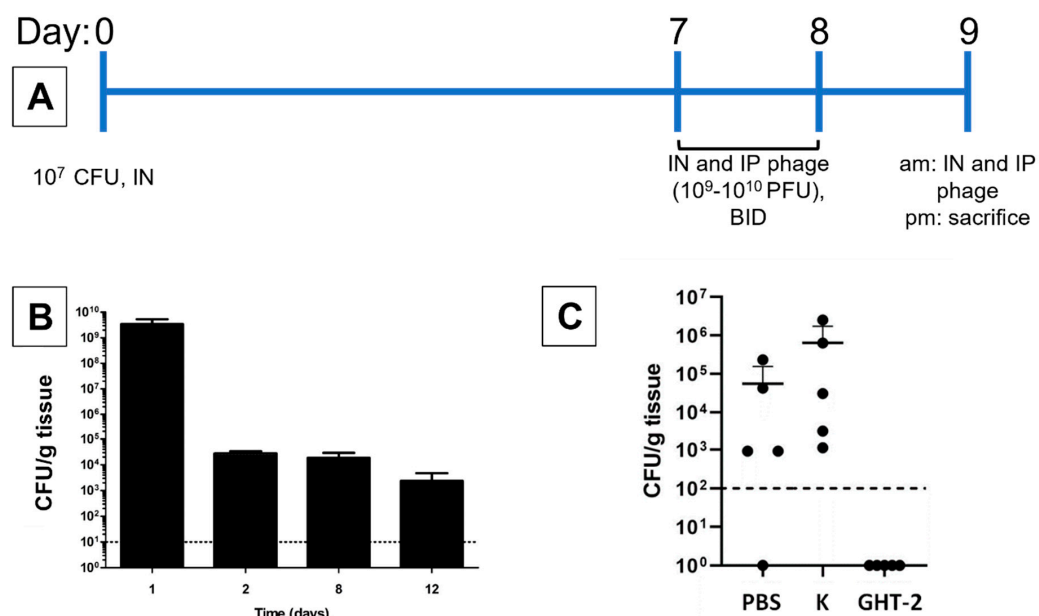 Day: 0 7 8 9
A
10⁷ CFU, IN
IN and IP phage
(10⁹-10¹⁰ PFU),
BID
am: IN and IP
phage
pm: sacrifice
B
CFU/g tissue
10¹⁰
10⁹
10⁸
10⁷
10⁶
10⁵
10⁴
10³
10²
10¹
10⁰
1 2 8 12
Time (days)
C
CFU/g tissue
10⁷
10⁶
10⁵
10⁴
10³
10²
10¹
10⁰
PBS K GHT-2